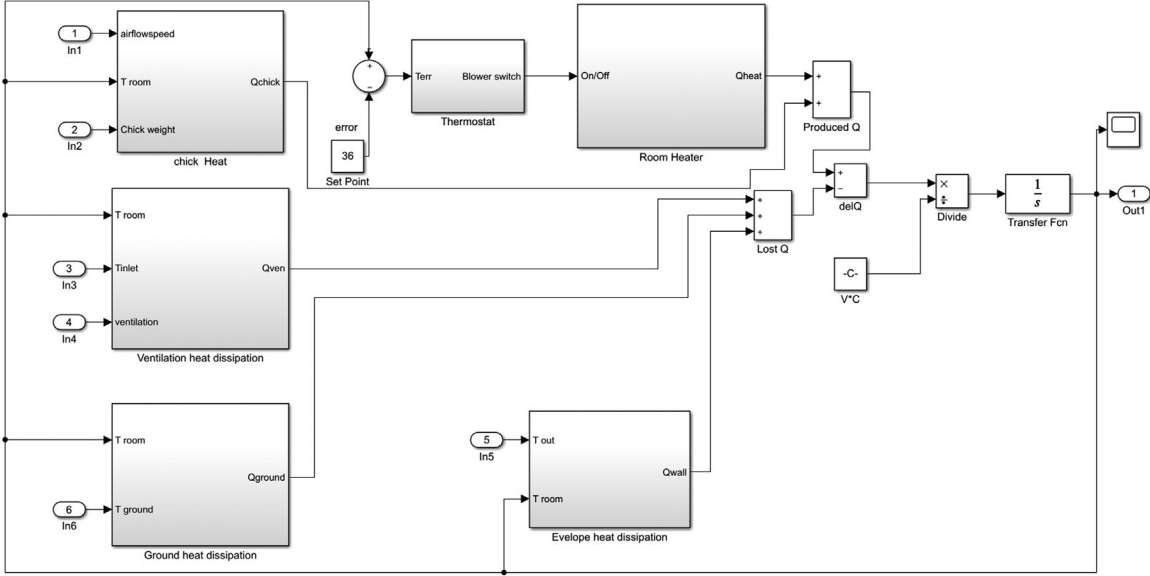 1
In1
airflowspeed
T room
Qchick
2
In2
Chick weight
chick Heat
+
−
error
36
Set Point
Terr
Blower switch
Thermostat
On/Off
Qheat
Room Heater
+
+
Produced Q
+
−
delQ
×
÷
Divide
1
s
Transfer Fcn
1
Out1
T room
3
In3
Tinlet
Qven
4
In4
ventilation
Ventilation heat dissipation
+
+
+
Lost Q
-C-
V*C
T room
Qground
6
In6
T ground
Ground heat dissipation
5
In5
T out
Qwall
T room
Evelope heat dissipation